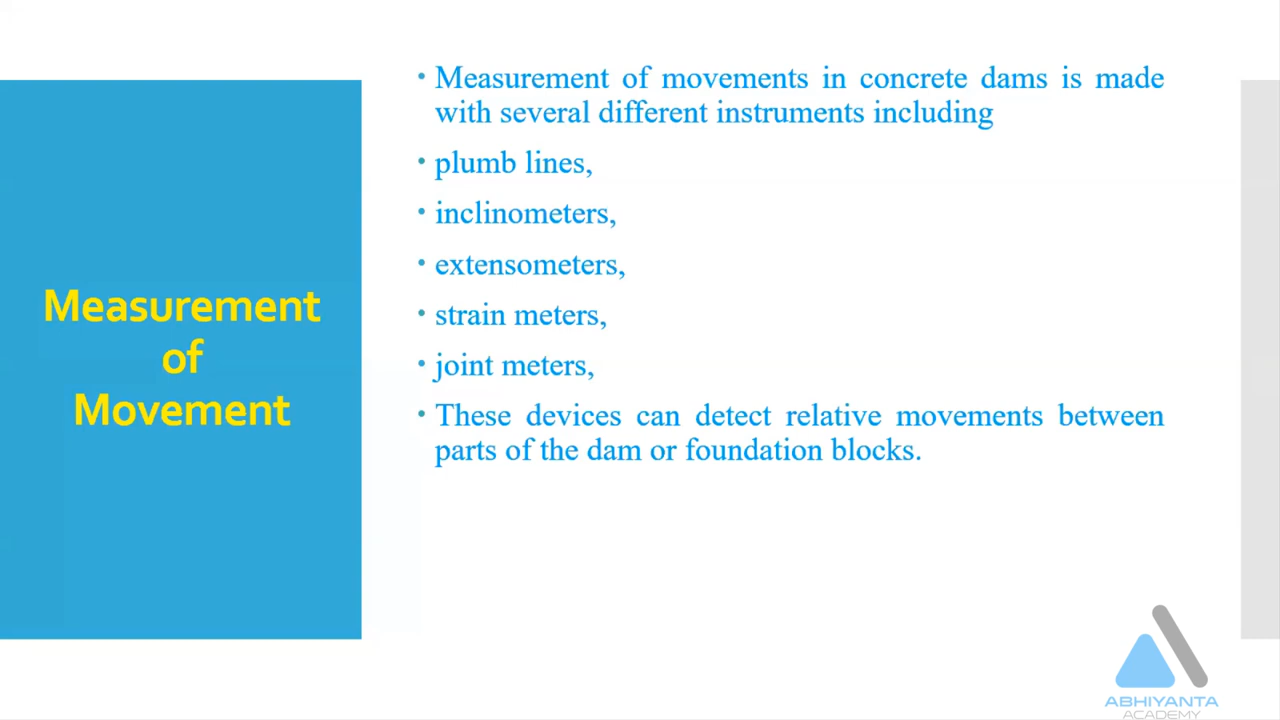 Measurement
of
Movement
• Measurement of movements in concrete dams is made
with several different instruments including
• plumb lines,
• inclinometers,
• extensometers,
• strain meters,
• joint meters,
• These devices can detect relative movements between
parts of the dam or foundation blocks.
ABHIYANTA
ACADEMY